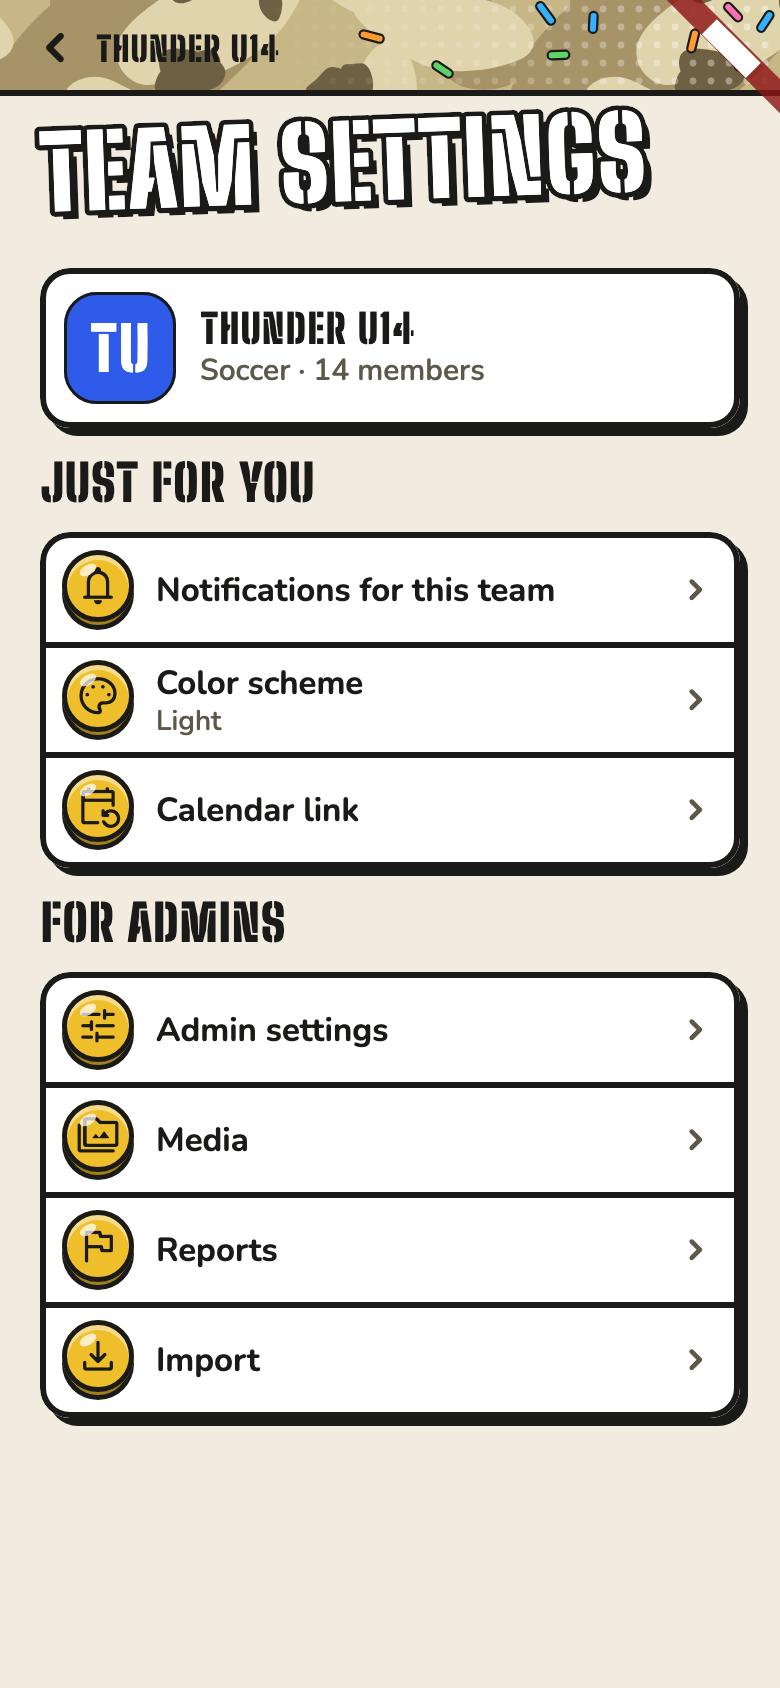 THUNDER U14
TEAM SETTINGS
TU
THUNDER U14
Soccer · 14 members
JUST FOR YOU
Notifications for this team
Color scheme
Light
Calendar link
FOR ADMINS
Admin settings
Media
Reports
Import